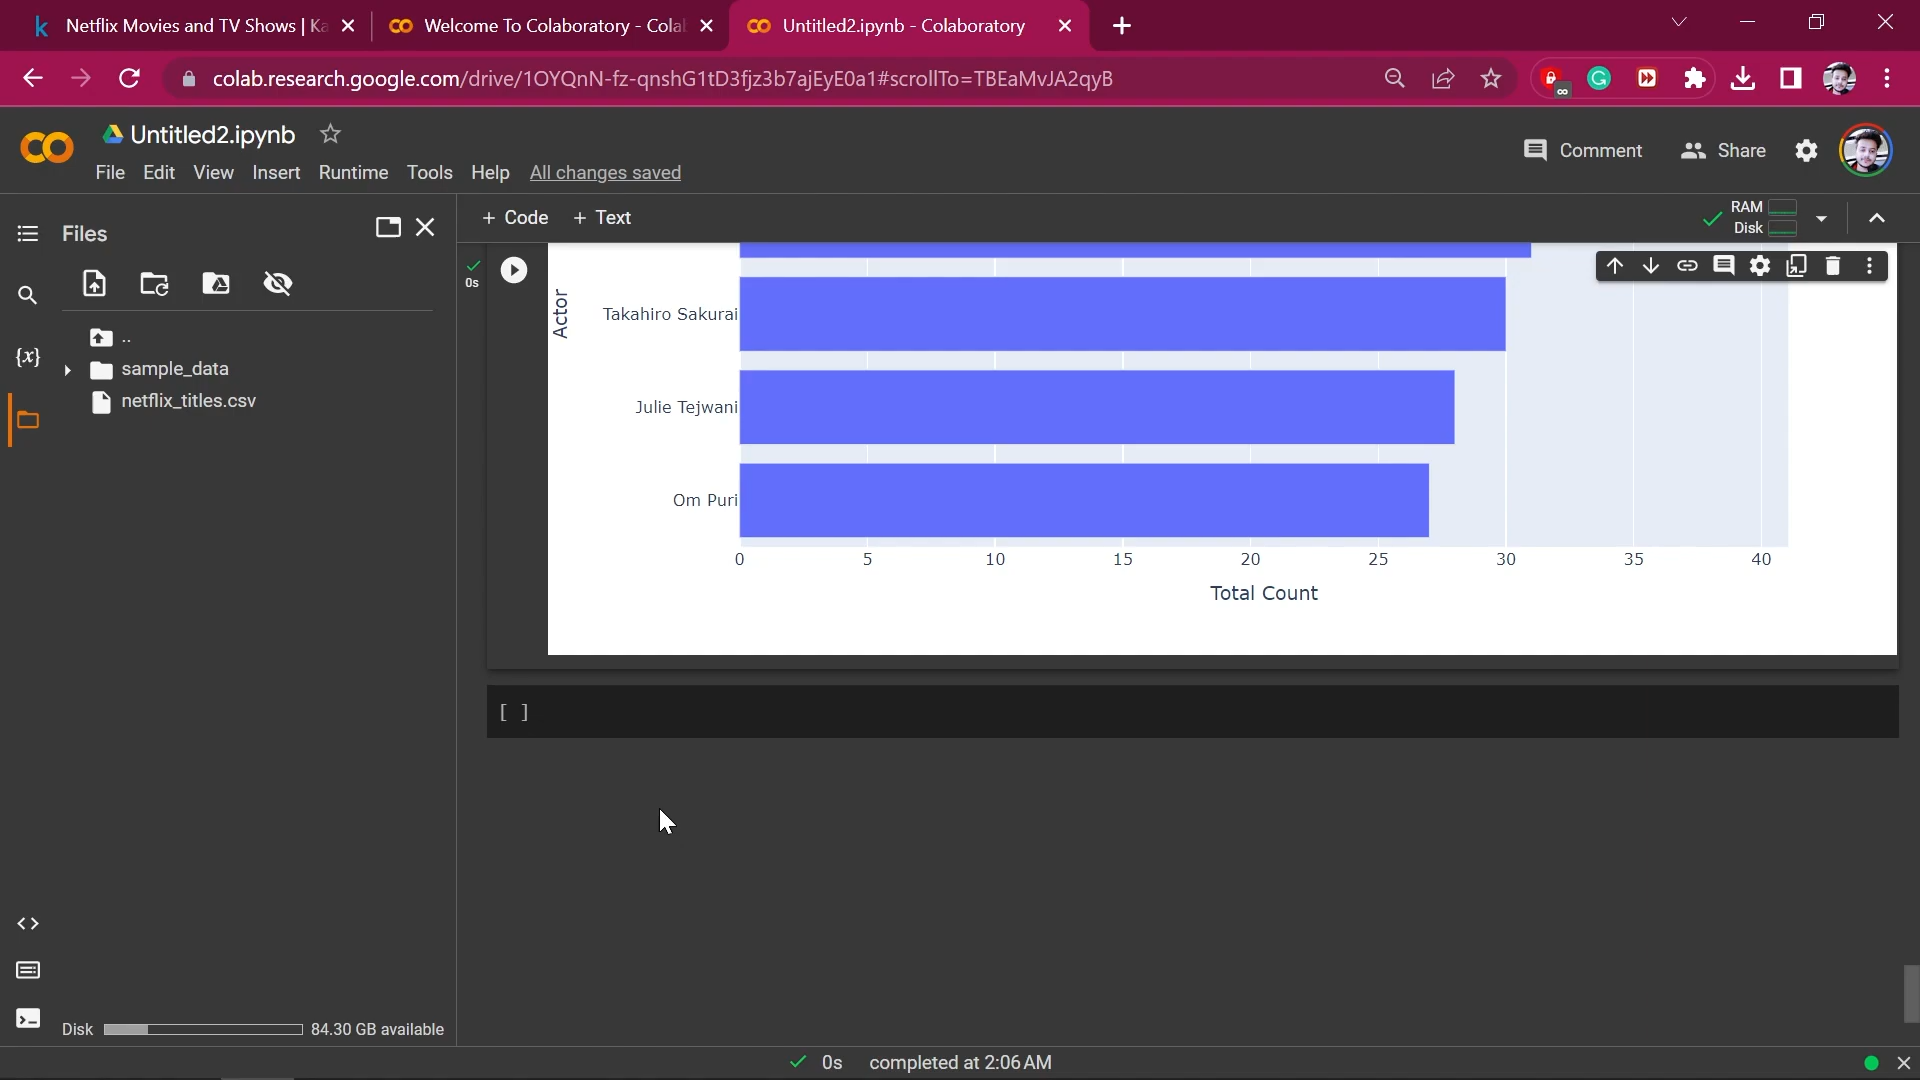 Netflix Movies and TV Shows | Ka
Welcome To Colaboratory - Colal
Untitled2.ipynb - Colaboratory
colab.research.google.com/drive/1OYQnN-fz-qnshG1tD3fjz3b7ajEyE0a1#scrollTo=TBEaMvJA2qyB
Untitled2.ipynb
Comment
Share
File Edit View Insert Runtime Tools Help All changes saved
Files
+ Code + Text
RAM
Disk
0s
{x}
..
sample_data
netflix_titles.csv
Actor
Takahiro Sakurai
Julie Tejwani
Om Puri
0 5 10 15 20 25 30 35 40
Total Count
[ ]
Disk 84.30 GB available
0s completed at 2:06 AM